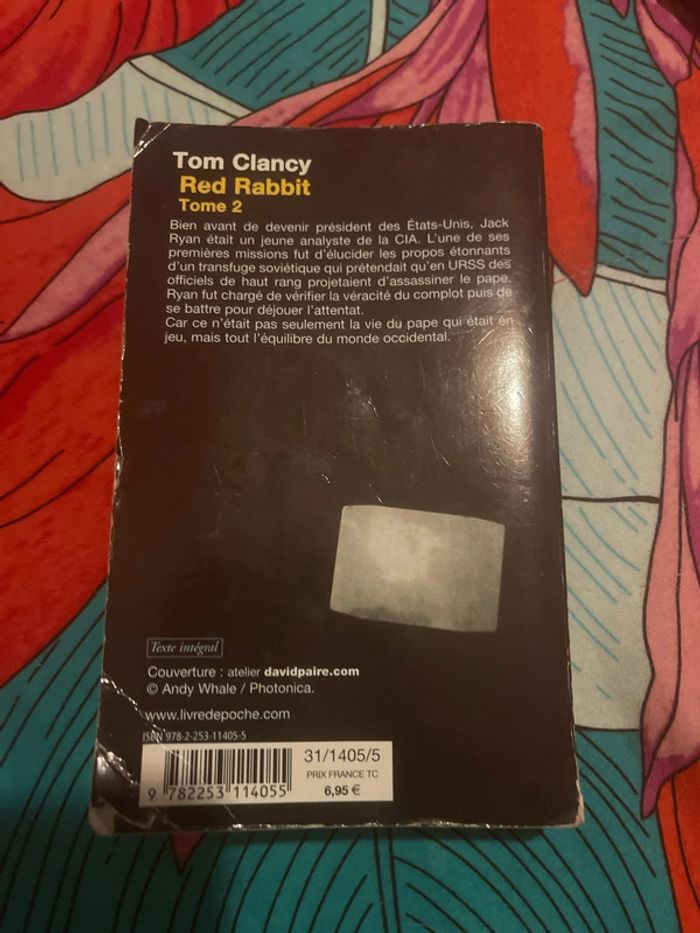 Tom Clancy
Red Rabbit
Tome 2
Bien avant de devenir président des États-Unis, Jack
Ryan était un jeune analyste de la CIA. L'une de ses
premières missions fut d'élucider les propos étonnants
d'un transfuge soviétique qui prétendait qu'en URSS des
officiels de haut rang projetaient d'assassiner le pape.
Ryan fut chargé de vérifier la véracité du complot puis de
se battre pour déjouer l'attentat.
Car ce n'était pas seulement la vie du pape qui était en
jeu, mais tout l'équilibre du monde occidental.
Texte intégral
Couverture : atelier davidpaire.com
© Andy Whale / Photonica.
www.livredepoche.com
ISBN 978-2-253-11405-5
31/1405/5
PRIX FRANCE TC
6,95 €
9 782253 114055